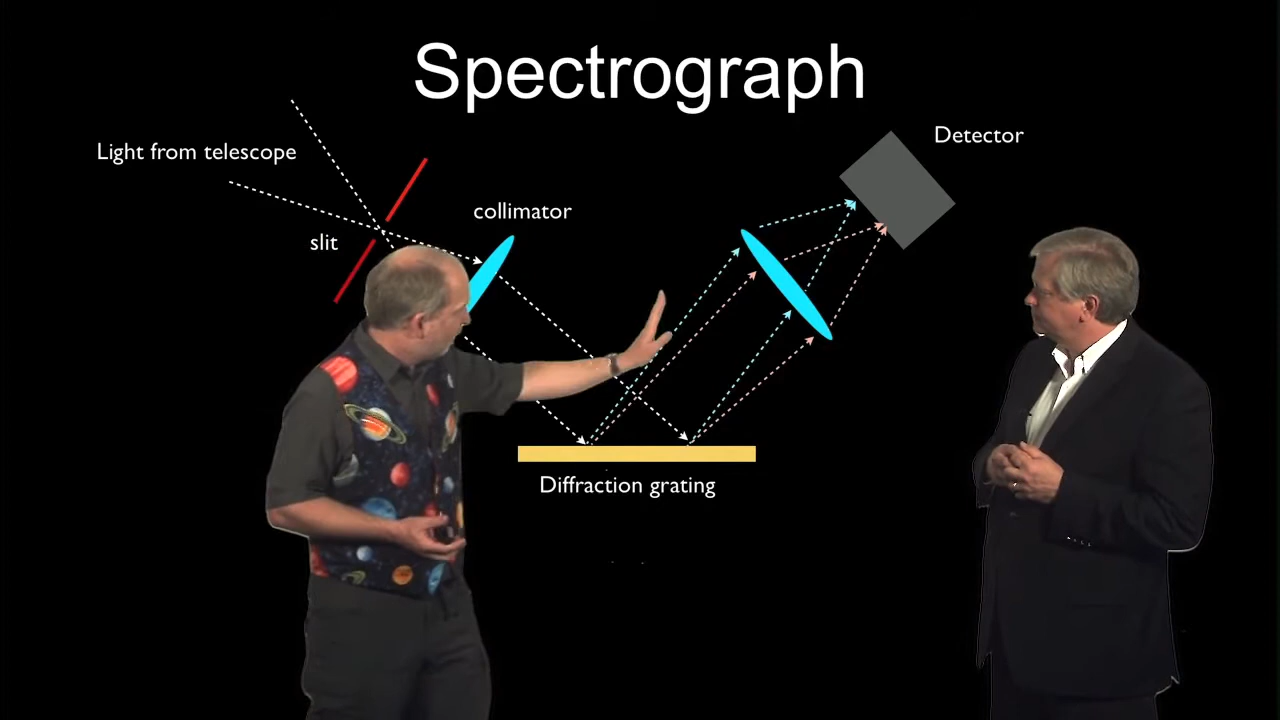 Spectrograph
Detector
Light from telescope
collimator
slit
Diffraction grating